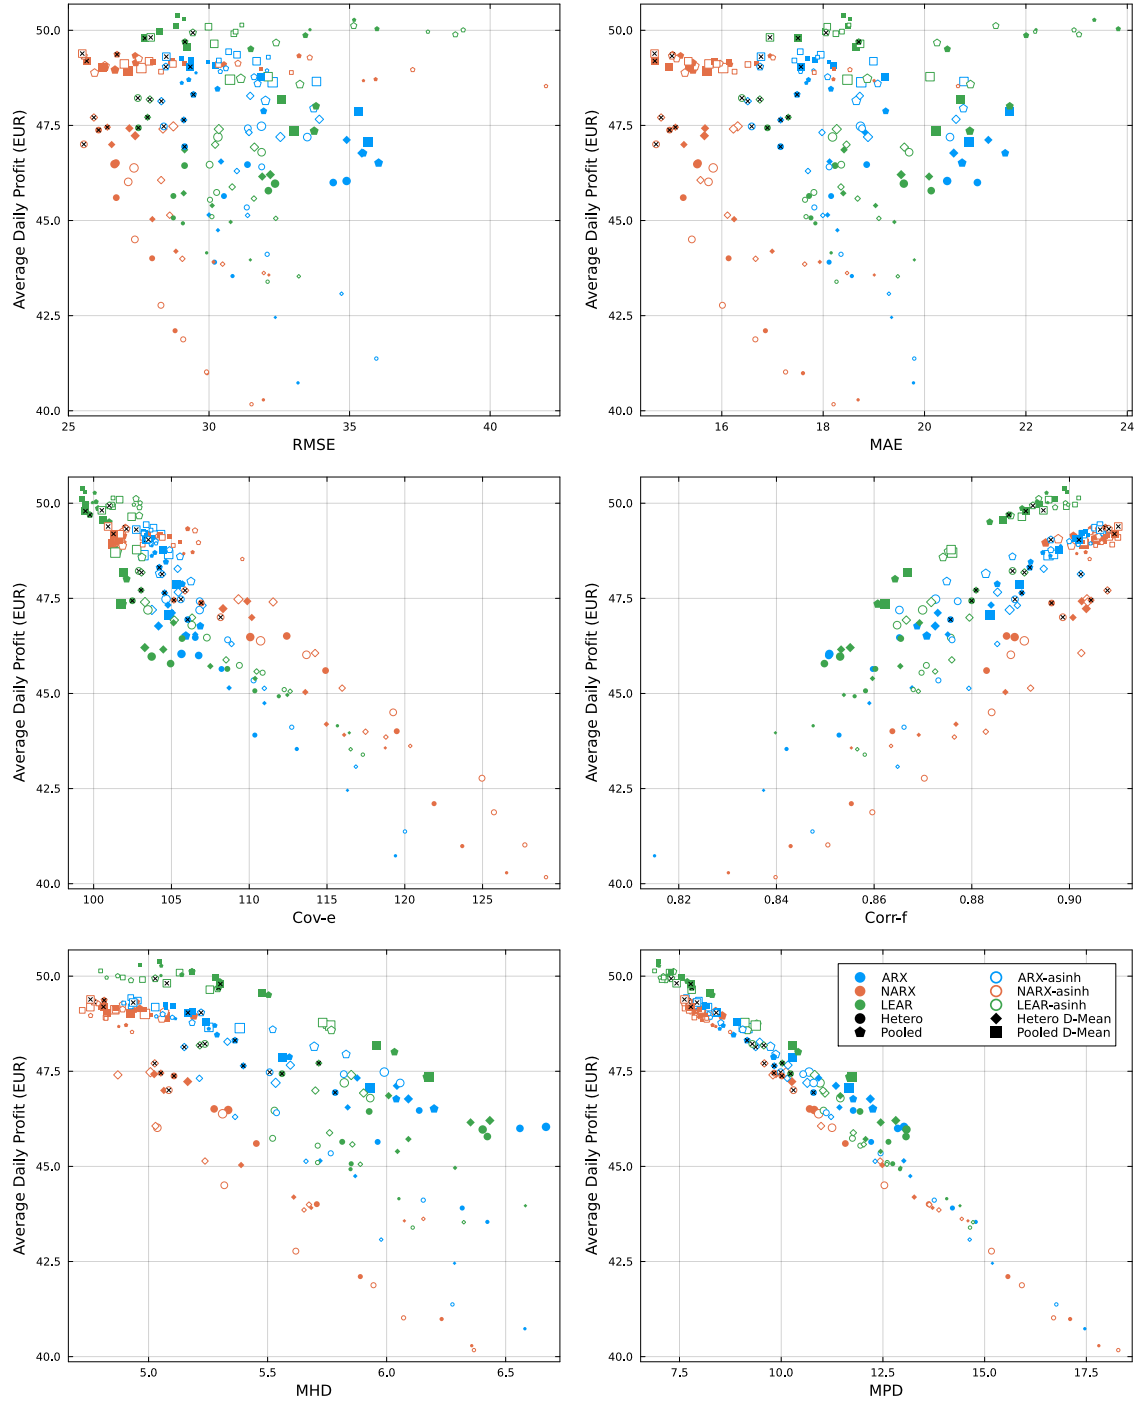 50.0
47.5
45.0
42.5
40.0
Average Daily Profit (EUR)
25 30 35 40
RMSE
50.0
47.5
45.0
42.5
40.0
Average Daily Profit (EUR)
16 18 20 22 24
MAE
50.0
47.5
45.0
42.5
40.0
Average Daily Profit (EUR)
100 105 110 115 120 125
Cov-e
50.0
47.5
45.0
42.5
40.0
Average Daily Profit (EUR)
0.82 0.84 0.86 0.88 0.90
Corr-f
50.0
47.5
45.0
42.5
40.0
Average Daily Profit (EUR)
5.0 5.5 6.0 6.5
MHD
50.0
47.5
45.0
42.5
40.0
Average Daily Profit (EUR)
ARX ARX-asinh
NARX NARX-asinh
LEAR LEAR-asinh
Hetero Hetero D-Mean
Pooled Pooled D-Mean
7.5 10.0 12.5 15.0 17.5
MPD